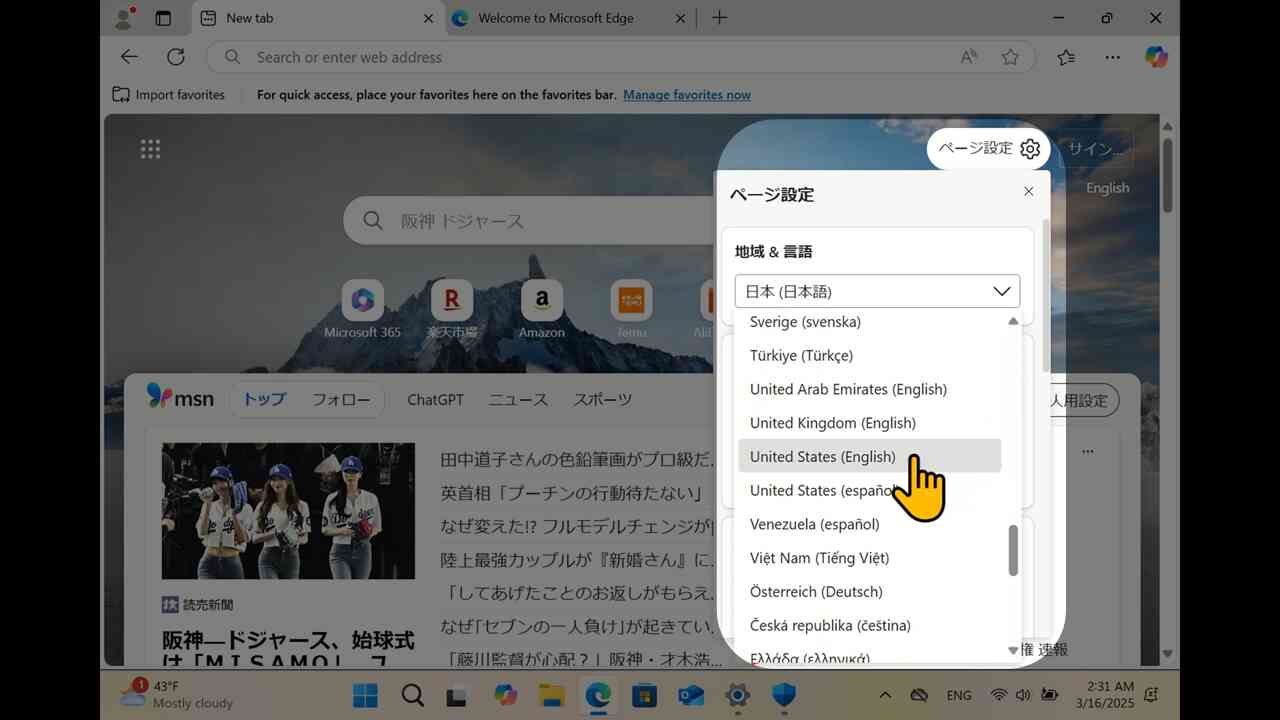 New tab
Welcome to Microsoft Edge
Search or enter web address
Import favorites
For quick access, place your favorites here on the favorites bar. Manage favorites now
ページ設定
サイン...
English
ページ設定
阪神 ドジャース
地域 & 言語
日本 (日本語)
Microsoft 365
楽天市場
Amazon
Temu
Sverige (svenska)
Türkiye (Türkçe)
United Arab Emirates (English)
United Kingdom (English)
United States (English)
United States (español
Venezuela (español)
Việt Nam (Tiếng Việt)
Österreich (Deutsch)
Česká republika (čeština)
Ελλάδα (ελληνικά)
msn
トップ
フォロー
ChatGPT
ニュース
スポーツ
人用設定
田中道子さんの色鉛筆画がプロ級だ...
英首相「プーチンの行動待たない」
なぜ変えた!? フルモデルチェンジが
陸上最強カップルが『新婚さん』に...
「してあげたことのお返しがもらえ...
なぜ「セブンの一人負け」が起きてい...
「藤川監督が心配？」阪神・才木浩...
読売新聞
阪神―ドジャース、始球式
は「ＭＩＳＡＭＯ」、フ
権 速報
43°F
Mostly cloudy
1
ENG
2:31 AM
3/16/2025